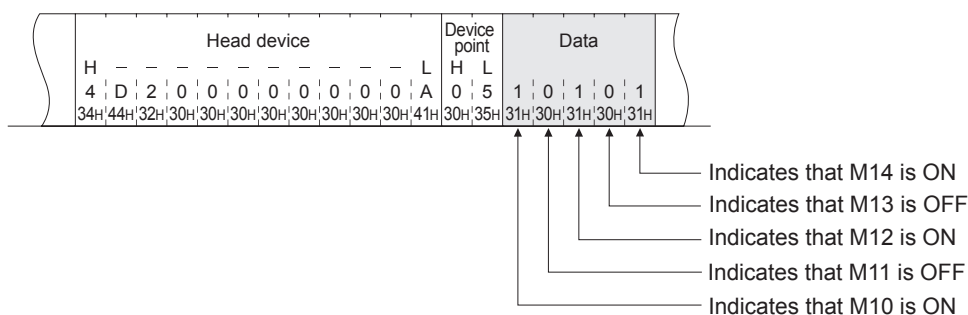 Head device Device point Data
H – – – – – – – – – – L H L
4 D 2 0 0 0 0 0 0 0 0 A 0 5 1 0 1 0 1
34H 44H 32H 30H 30H 30H 30H 30H 30H 30H 30H 41H 30H 35H 31H 30H 31H 30H 31H
Indicates that M14 is ON
Indicates that M13 is OFF
Indicates that M12 is ON
Indicates that M11 is OFF
Indicates that M10 is ON